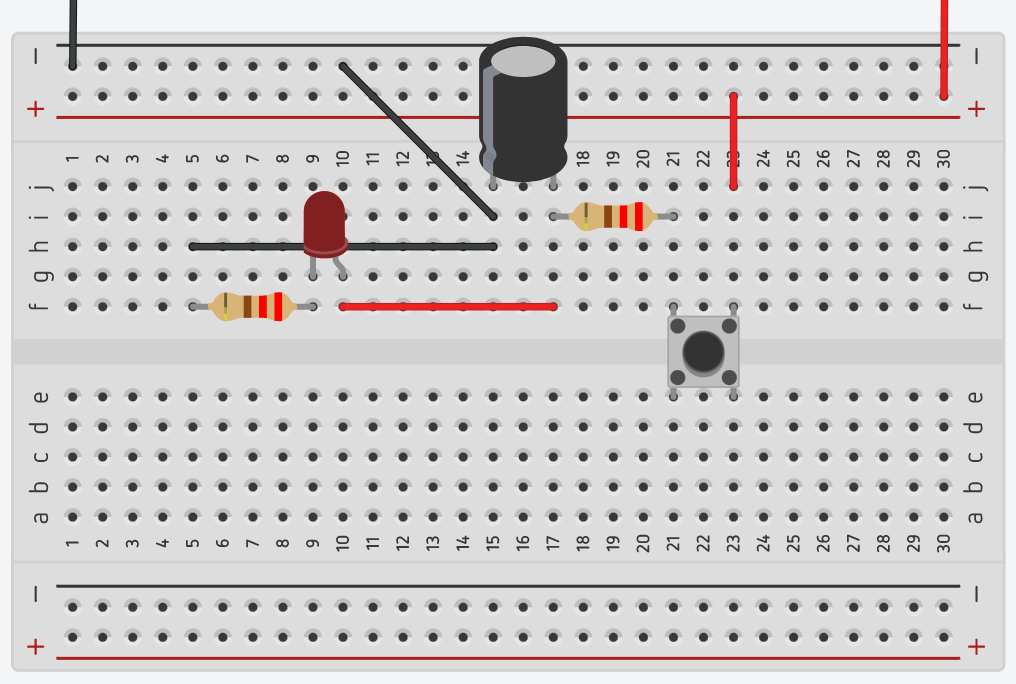 – –
+ +
1 2 3 4 5 6 7 8 9 10 11 12 13 14 18 19 20 21 22 23 24 25 26 27 28 29 30
j j
i i
h h
g g
f f
e e
d d
c c
b b
a a
1 2 3 4 5 6 7 8 9 10 11 12 13 14 15 16 17 18 19 20 21 22 23 24 25 26 27 28 29 30
– –
+ +